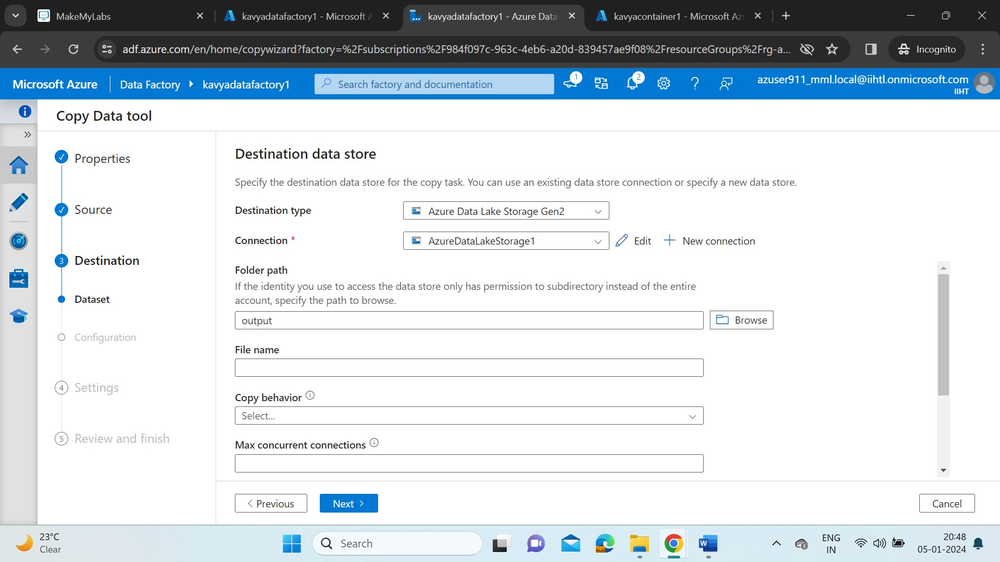 MakeMyLabs
kavyadatafactory1 - Microsoft A
kavyadatafactory1 - Azure Data
kavyacontainer1 - Microsoft Az
adf.azure.com/en/home/copywizard?factory=%2Fsubscriptions%2F984f097c-963c-4eb6-a20d-839457ae9f08%2FresourceGroups%2Frg-a...
Incognito
Microsoft Azure
Data Factory
kavyadatafactory1
Search factory and documentation
1
2
azuser911_mml.local@iihtl.onmicrosoft.com
IIHT
Copy Data tool
Properties
Source
3 Destination
Dataset
Configuration
4 Settings
5 Review and finish
Destination data store
Specify the destination data store for the copy task. You can use an existing data store connection or specify a new data store.
Destination type
Azure Data Lake Storage Gen2
Connection *
AzureDataLakeStorage1
Edit
New connection
Folder path
If the identity you use to access the data store only has permission to subdirectory instead of the entire
account, specify the path to browse.
output
Browse
File name
Copy behavior
Select...
Max concurrent connections
Previous
Next
Cancel
23°C
Clear
Search
ENG
IN
20:48
05-01-2024